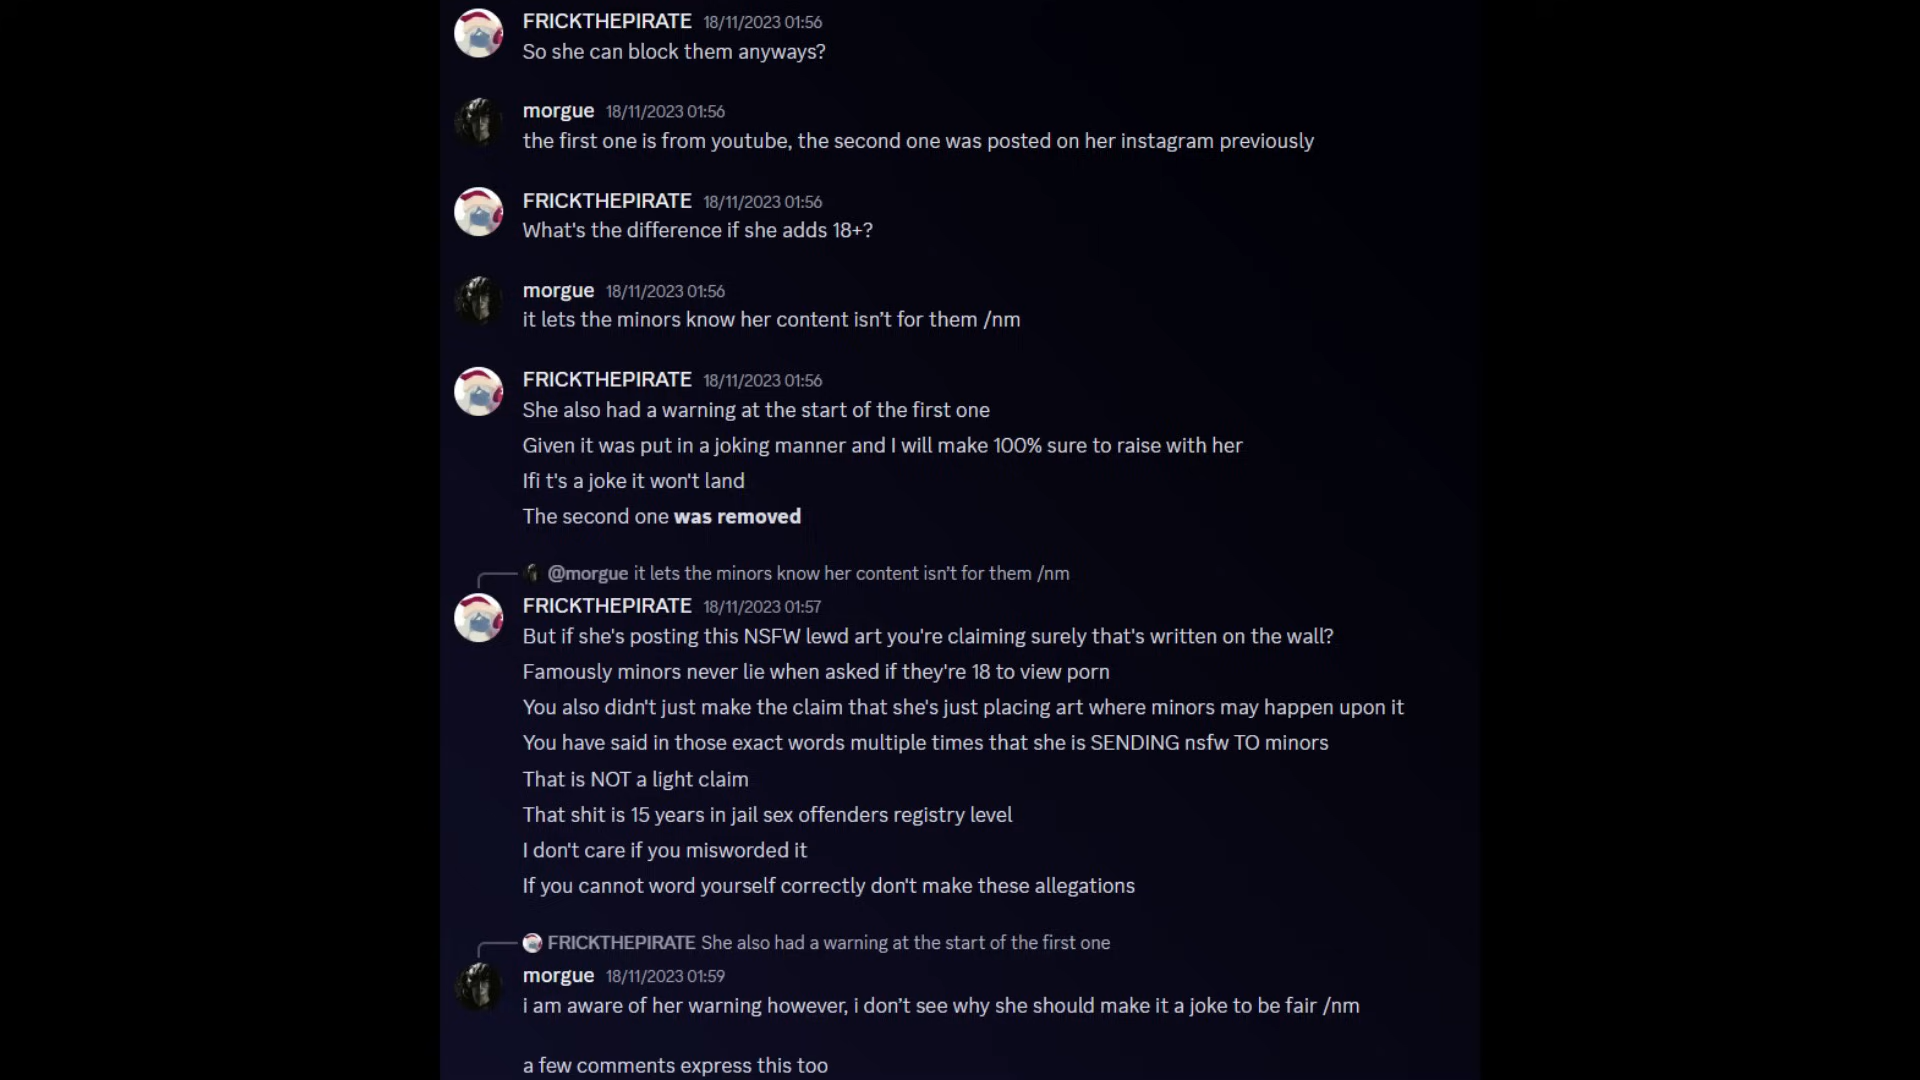 FRICKTHEPIRATE 18/11/2023 01:56
So she can block them anyways?
morgue 18/11/2023 01:56
the first one is from youtube, the second one was posted on her instagram previously
FRICKTHEPIRATE 18/11/2023 01:56
What's the difference if she adds 18+?
morgue 18/11/2023 01:56
it lets the minors know her content isn’t for them /nm
FRICKTHEPIRATE 18/11/2023 01:56
She also had a warning at the start of the first one
Given it was put in a joking manner and I will make 100% sure to raise with her
Ifi t's a joke it won't land
The second one was removed
@morgue it lets the minors know her content isn’t for them /nm
FRICKTHEPIRATE 18/11/2023 01:57
But if she's posting this NSFW lewd art you're claiming surely that's written on the wall?
Famously minors never lie when asked if they're 18 to view porn
You also didn't just make the claim that she's just placing art where minors may happen upon it
You have said in those exact words multiple times that she is SENDING nsfw TO minors
That is NOT a light claim
That shit is 15 years in jail sex offenders registry level
I don't care if you misworded it
If you cannot word yourself correctly don't make these allegations
FRICKTHEPIRATE She also had a warning at the start of the first one
morgue 18/11/2023 01:59
i am aware of her warning however, i don’t see why she should make it a joke to be fair /nm
a few comments express this too